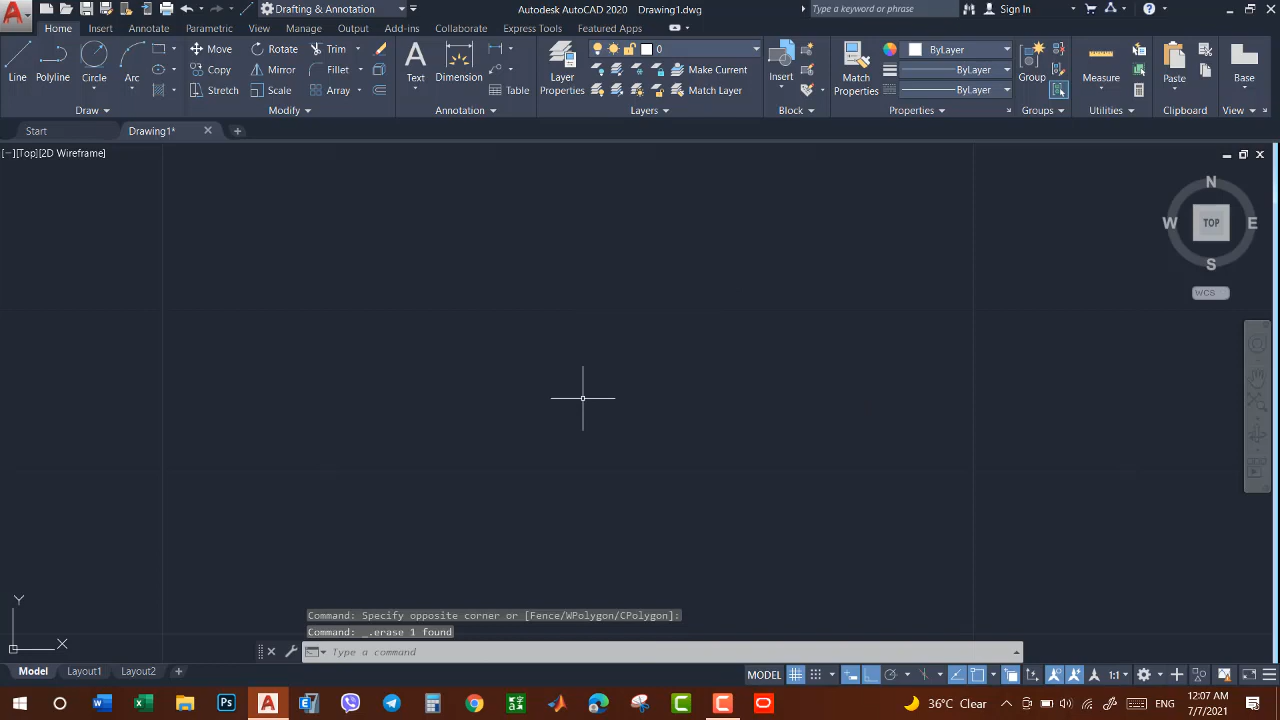 Drafting & Annotation
Autodesk AutoCAD 2020 Drawing1.dwg
Type a keyword or phrase
Sign In
Home Insert Annotate Parametric View Manage Output Add-ins Collaborate Express Tools Featured Apps
Line
Polyline
Circle
Arc
Draw
Move
Rotate
Trim
Copy
Mirror
Fillet
Stretch
Scale
Array
Modify
Text
Dimension
Table
Annotation
Layer Properties
0
Make Current
Match Layer
Layers
Insert
Block
Match Properties
ByLayer
ByLayer
ByLayer
Properties
Group
Groups
Measure
Utilities
Paste
Clipboard
Base
View
Start
Drawing1*
[−][Top][2D Wireframe]
N
W
TOP
E
S
WCS
Y
X
Command: Specify opposite corner or [Fence/WPolygon/CPolygon]:
Command: _.erase 1 found
Type a command
Model Layout1 Layout2
MODEL
1:1
36°C Clear
ENG
12:07 AM
7/7/2021